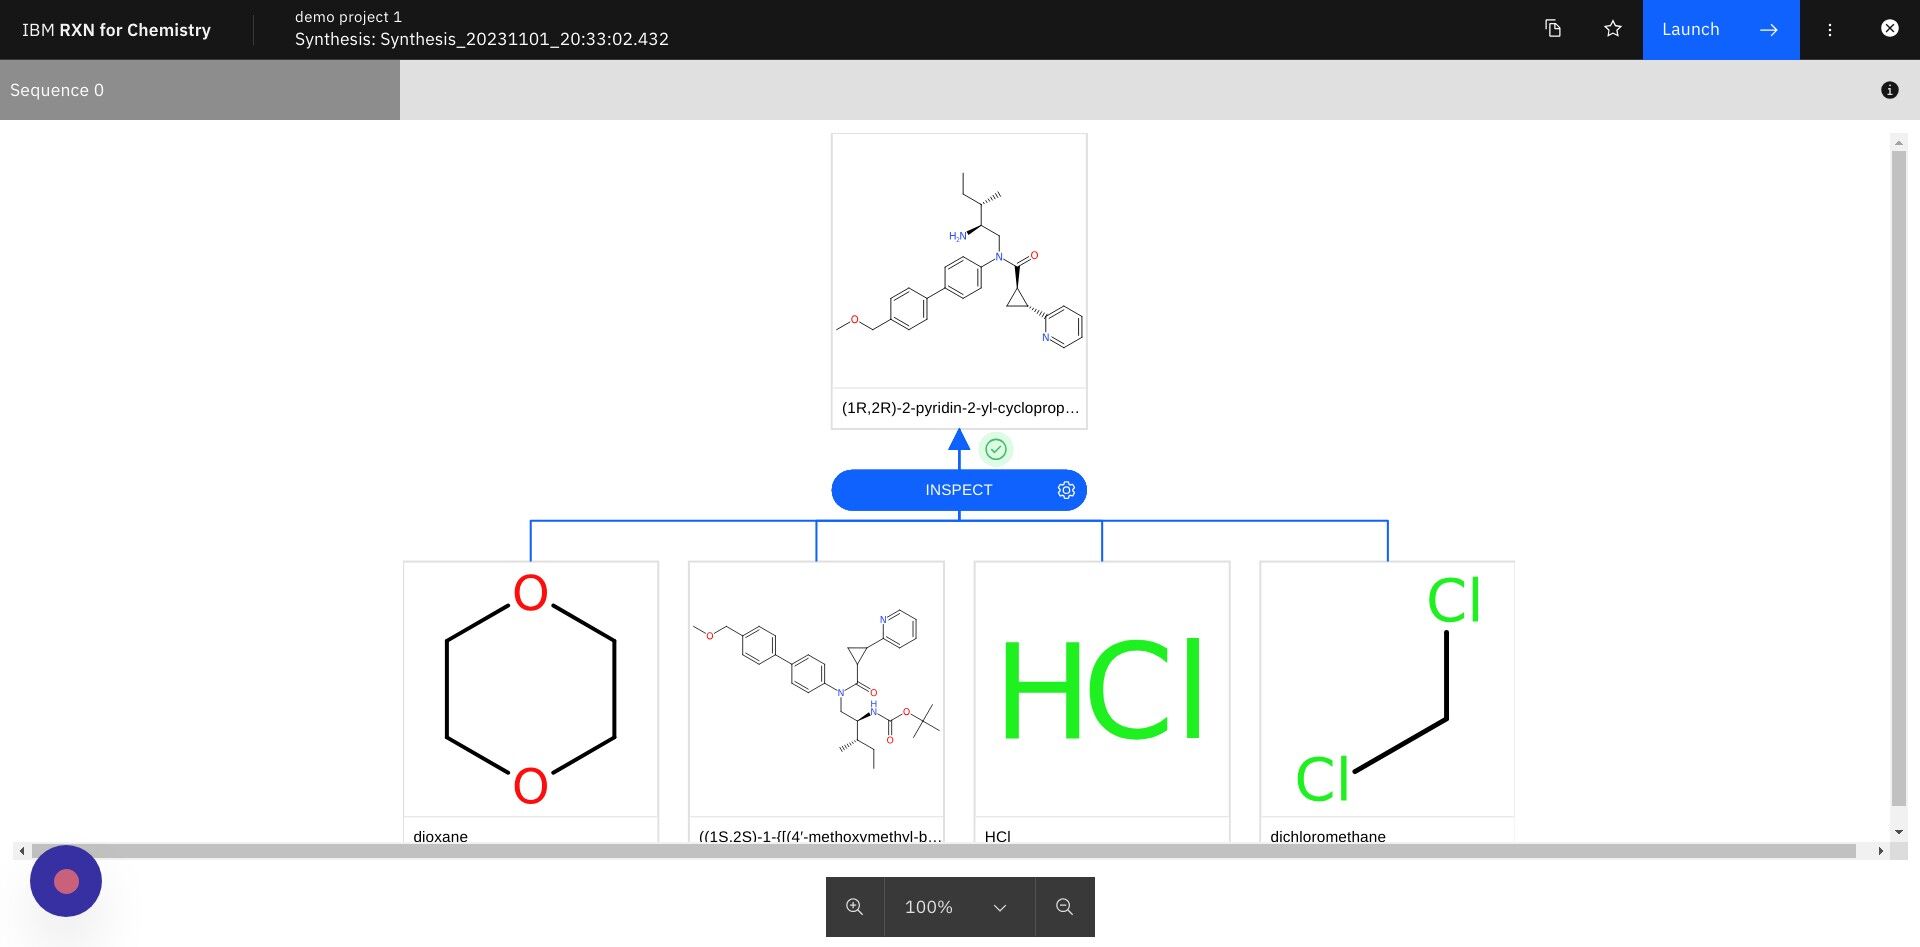 IBM RXN for Chemistry
demo project 1
Synthesis: Synthesis_20231101_20:33:02.432
Launch
Sequence 0
H2N
N
O
O
N
(1R,2R)-2-pyridin-2-yl-cycloprop...
INSPECT
O
O
dioxane
N
O
N
O
H
N
O
O
((1S,2S)-1-{[(4'-methoxymethyl-b...
HCl
HCl
Cl
Cl
dichloromethane
100%